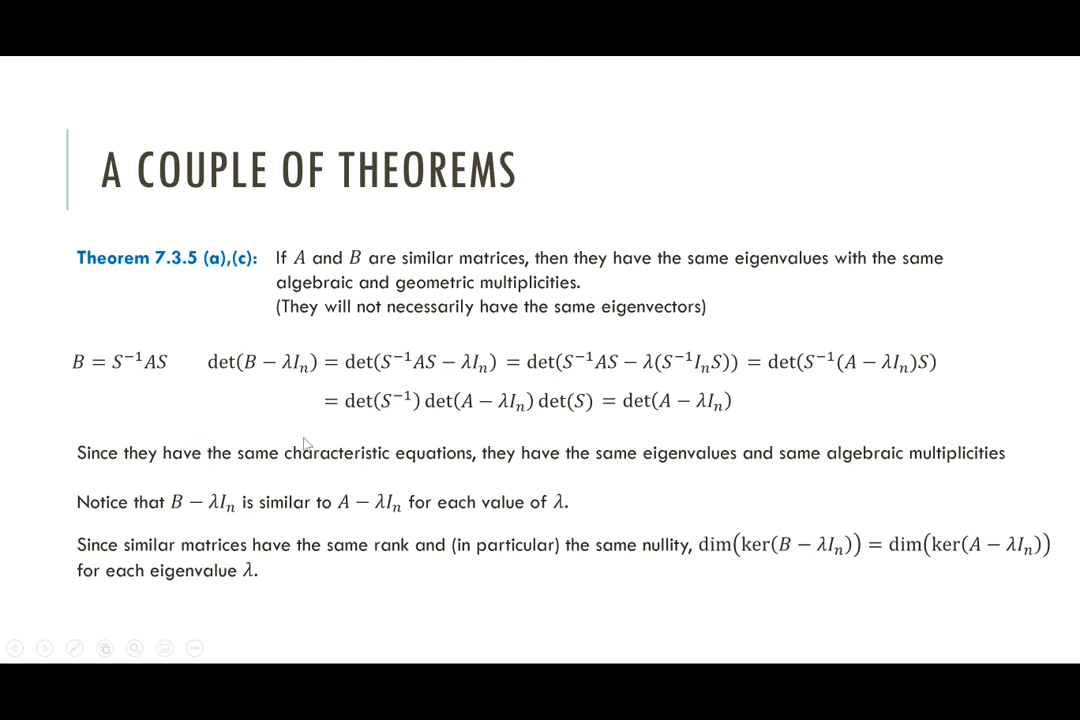 A COUPLE OF THEOREMS
Theorem 7.3.5 (a),(c): If A and B are similar matrices, then they have the same eigenvalues with the same
algebraic and geometric multiplicities.
(They will not necessarily have the same eigenvectors)
B = S⁻¹AS det(B − λIₙ) = det(S⁻¹AS − λIₙ) = det(S⁻¹AS − λ(S⁻¹IₙS)) = det(S⁻¹(A − λIₙ)S)
= det(S⁻¹) det(A − λIₙ) det(S) = det(A − λIₙ)
Since they have the same characteristic equations, they have the same eigenvalues and same algebraic multiplicities
Notice that B − λIₙ is similar to A − λIₙ for each value of λ.
Since similar matrices have the same rank and (in particular) the same nullity, dim(ker(B − λIₙ)) = dim(ker(A − λIₙ))
for each eigenvalue λ.